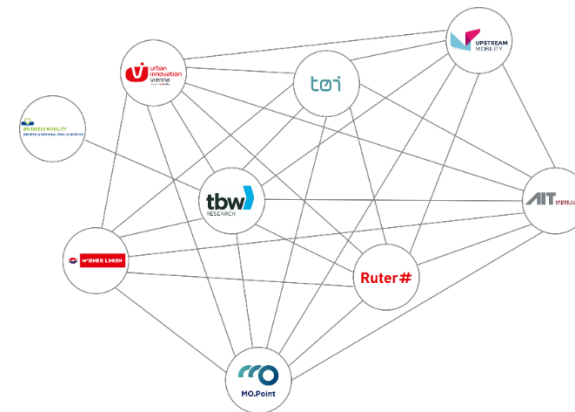 UPSTREAM
MOBILITY
urban
innovation
vienna
tøi
BRUSSELS MOBILITY
tbw
RESEARCH
AIT
WIENER LINIEN
Ruter#
MO.Point